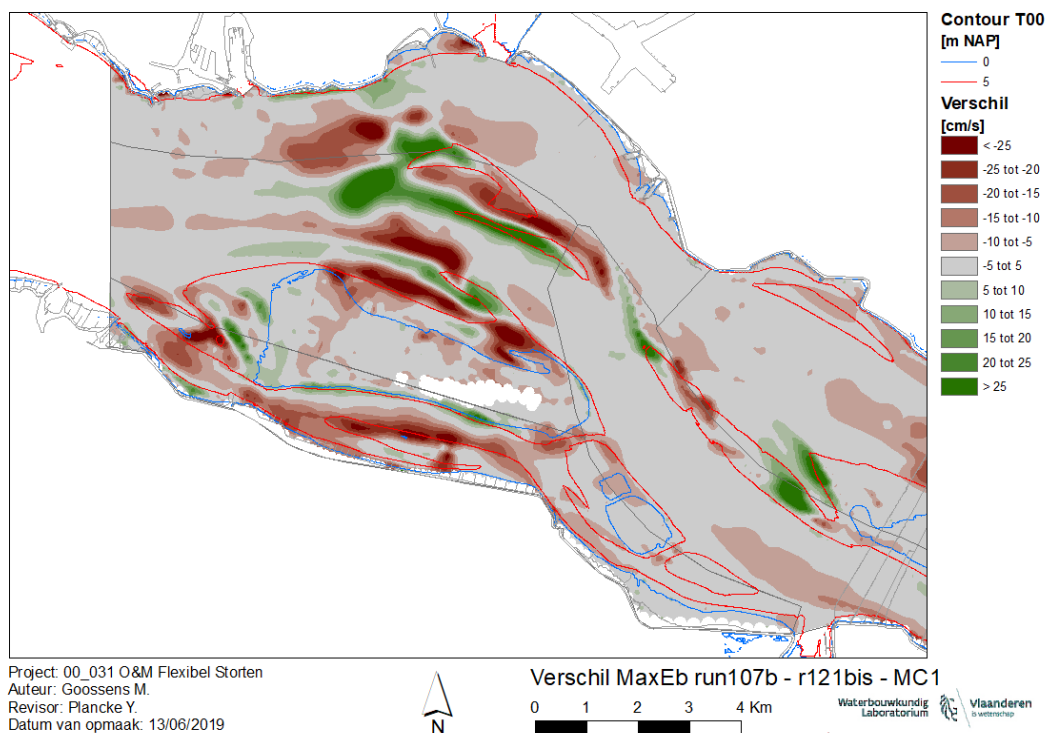 Contour T00
[m NAP]
0
5
Verschil
[cm/s]
< -25
-25 tot -20
-20 tot -15
-15 tot -10
-10 tot -5
-5 tot 5
5 tot 10
10 tot 15
15 tot 20
20 tot 25
> 25
Project: 00_031 O&M Flexibel Storten
Auteur: Goossens M.
Revisor: Plancke Y.
Datum van opmaak: 13/06/2019
N
Verschil MaxEb run107b - r121bis - MC1
0 1 2 3 4 Km
Waterbouwkundig
Laboratorium
Vlaanderen
is wetenschap